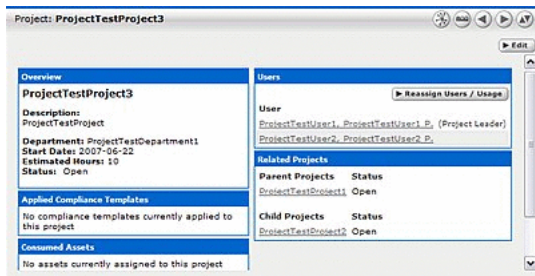 Project: ProjectTestProject3
Edit
Overview
ProjectTestProject3
Description:
ProjectTestProject
Department: ProjectTestDepartment1
Start Date: 2007-06-22
Estimated Hours: 10
Status: Open
Applied Compliance Templates
No compliance templates currently applied to
this project
Consumed Assets
No assets currently assigned to this project
Users
Reassign Users / Usage
User
ProjectTestUser1, ProjectTestUser1 P. (Project Leader)
ProjectTestUser2, ProjectTestUser2 P.
Related Projects
Parent Projects Status
ProjectTestProject1 Open
Child Projects Status
ProjectTestProject2 Open